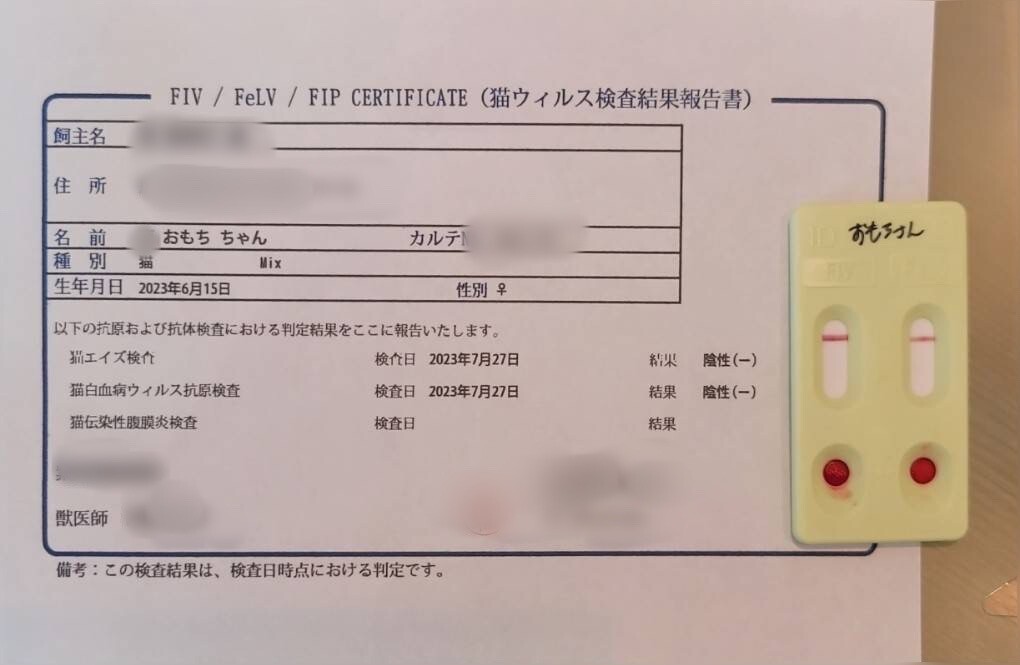 FIV / FeLV / FIP CERTIFICATE (猫ウィルス検査結果報告書)
飼主名
住 所
名 前 おもち ちゃん カルテ
種 別 猫 Mix
生年月日 2023年6月15日 性別 ♀
以下の抗原および抗体検査における判定結果をここに報告いたします。
猫エイズ検査 検査日 2023年7月27日 結果 陰性(−)
猫白血病ウィルス抗原検査 検査日 2023年7月27日 結果 陰性(−)
猫伝染性腹膜炎検査 検査日 結果
獣医師
備考：この検査結果は、検査日時点における判定です。
ID
FIV